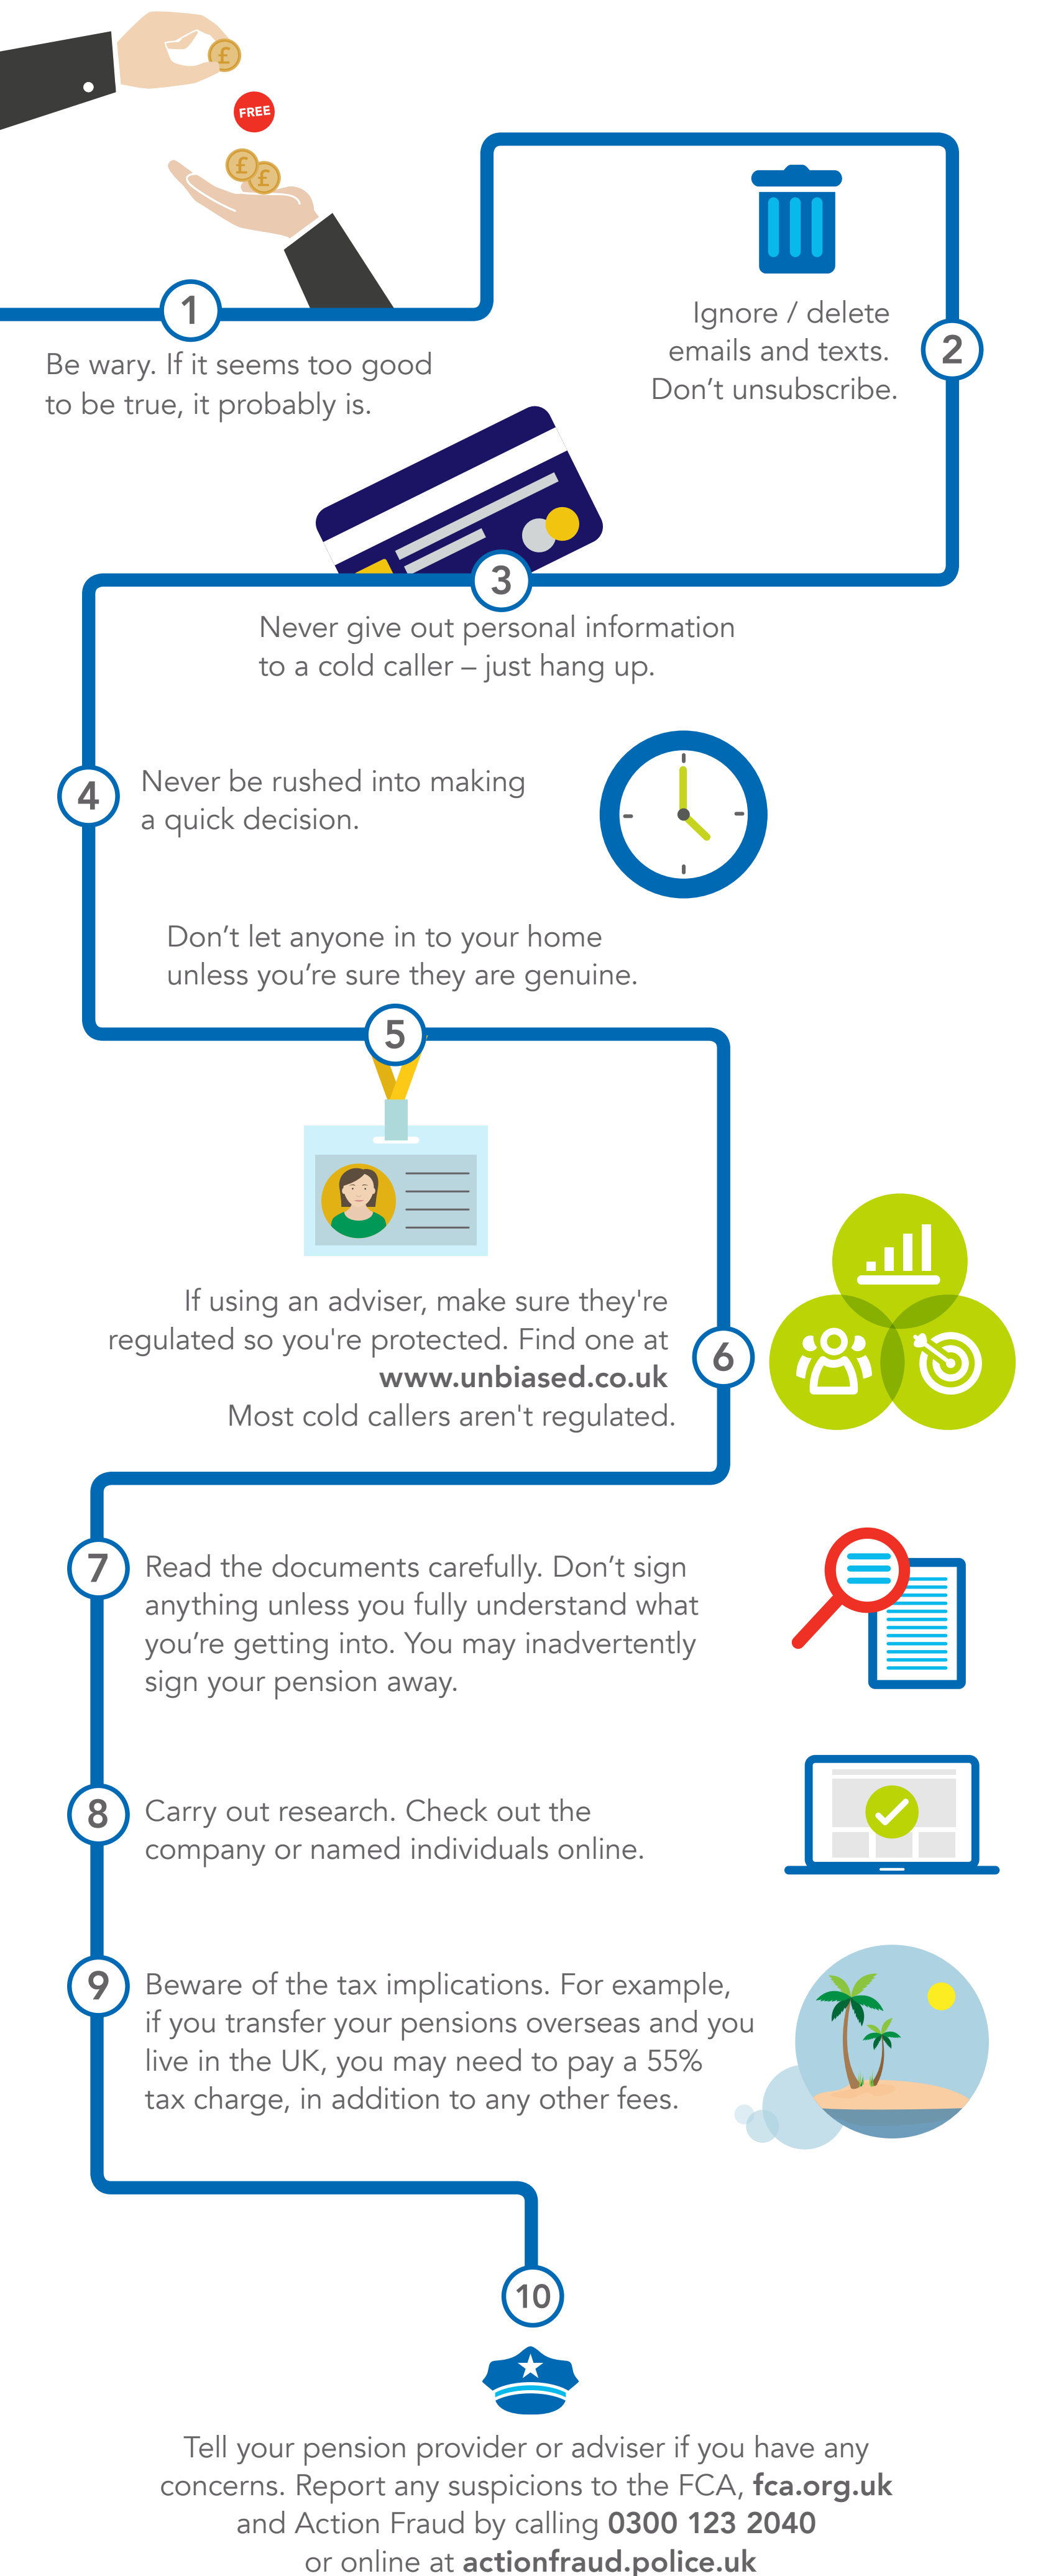 £
FREE
£
£
1
Be wary. If it seems too good
to be true, it probably is.
2
Ignore / delete
emails and texts.
Don’t unsubscribe.
3
Never give out personal information
to a cold caller – just hang up.
4
Never be rushed into making
a quick decision.
Don’t let anyone in to your home
unless you’re sure they are genuine.
5
If using an adviser, make sure they're
regulated so you're protected. Find one at
www.unbiased.co.uk
Most cold callers aren't regulated.
6
7
Read the documents carefully. Don’t sign
anything unless you fully understand what
you’re getting into. You may inadvertently
sign your pension away.
8
Carry out research. Check out the
company or named individuals online.
9
Beware of the tax implications. For example,
if you transfer your pensions overseas and you
live in the UK, you may need to pay a 55%
tax charge, in addition to any other fees.
10
Tell your pension provider or adviser if you have any
concerns. Report any suspicions to the FCA, fca.org.uk
and Action Fraud by calling 0300 123 2040
or online at actionfraud.police.uk